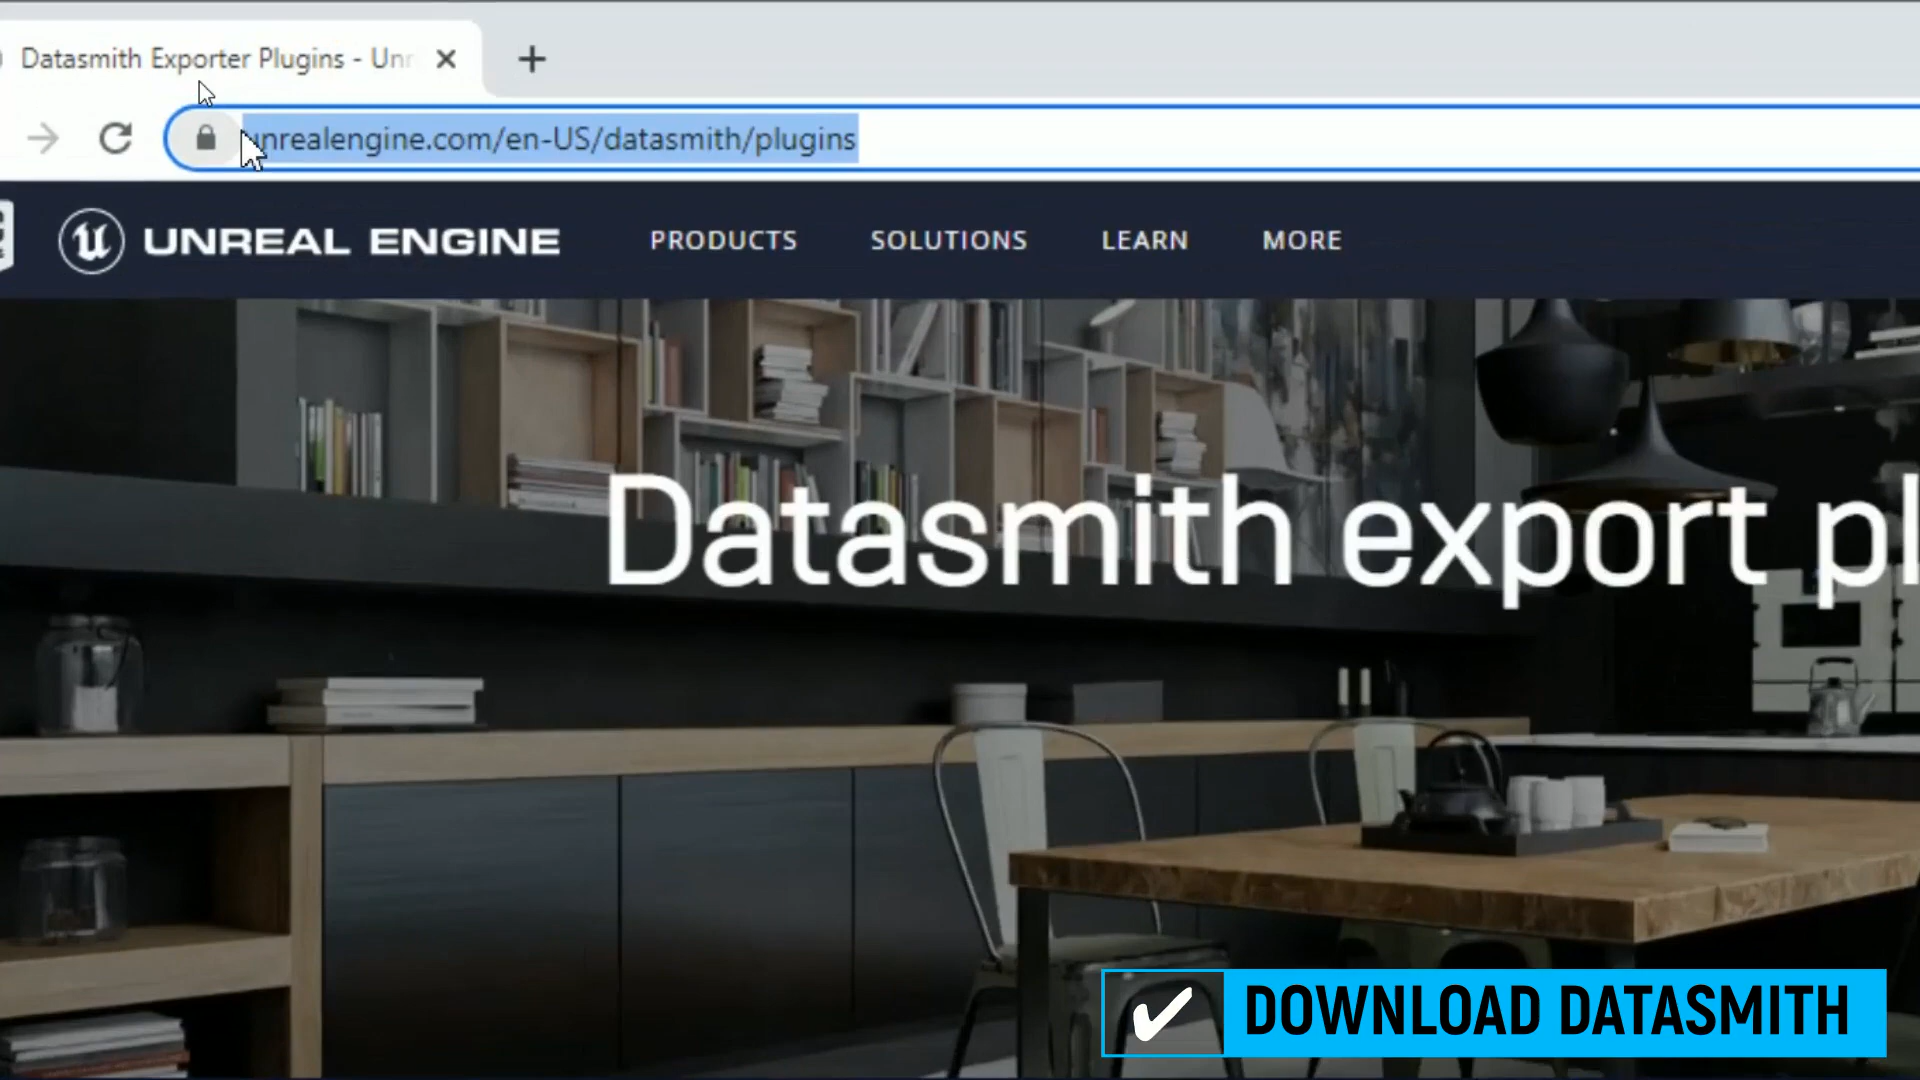 Datasmith Exporter Plugins - Unr
unrealengine.com/en-US/datasmith/plugins
UNREAL ENGINE
PRODUCTS
SOLUTIONS
LEARN
MORE
Datasmith export pl
DOWNLOAD DATASMITH